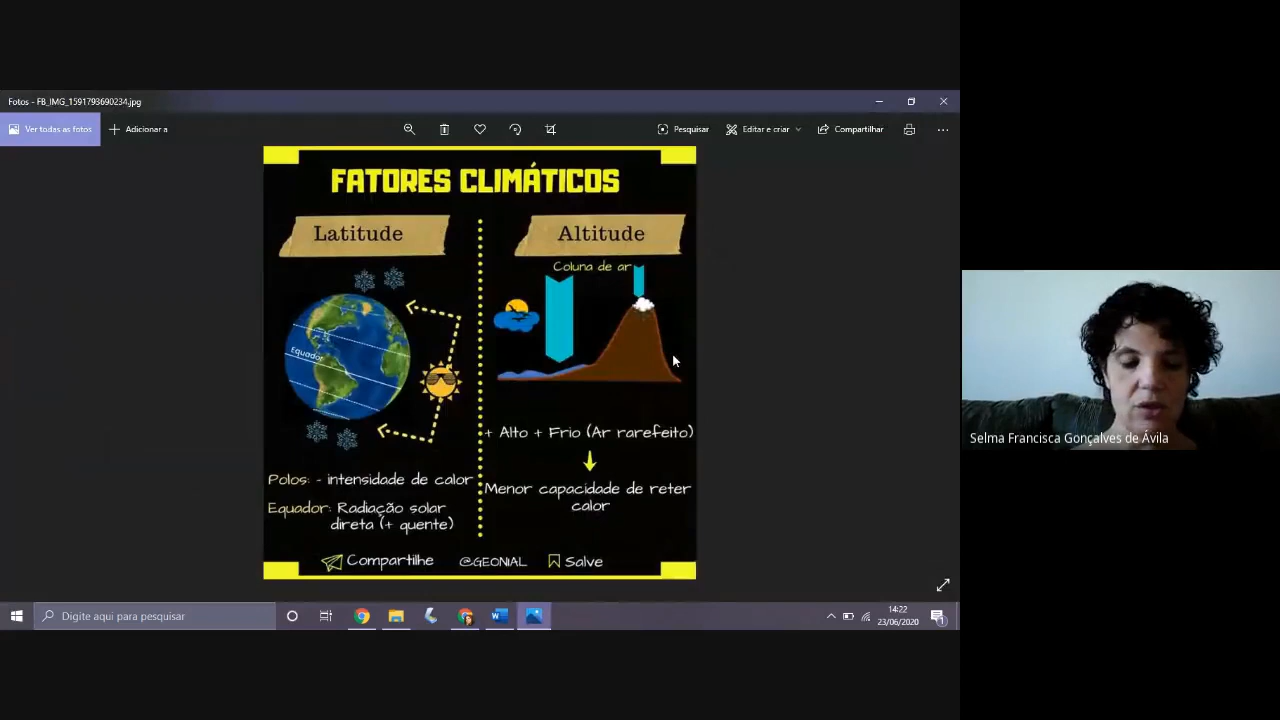 Fotos - FB_IMG_1591793690234.jpg
Ver todas as fotos
Adicionar a
Pesquisar
Editar e criar
Compartilhar
FATORES CLIMÁTICOS
Latitude
Equador
Polos: - intensidade de calor
Equador: Radiação solar
direta (+ quente)
Altitude
Coluna de ar
+ Alto + Frio (Ar rarefeito)
Menor capacidade de reter
calor
Compartilhe
@GEONIAL
Salve
Selma Francisca Gonçalves de Ávila
Digite aqui para pesquisar
14:22
23/06/2020